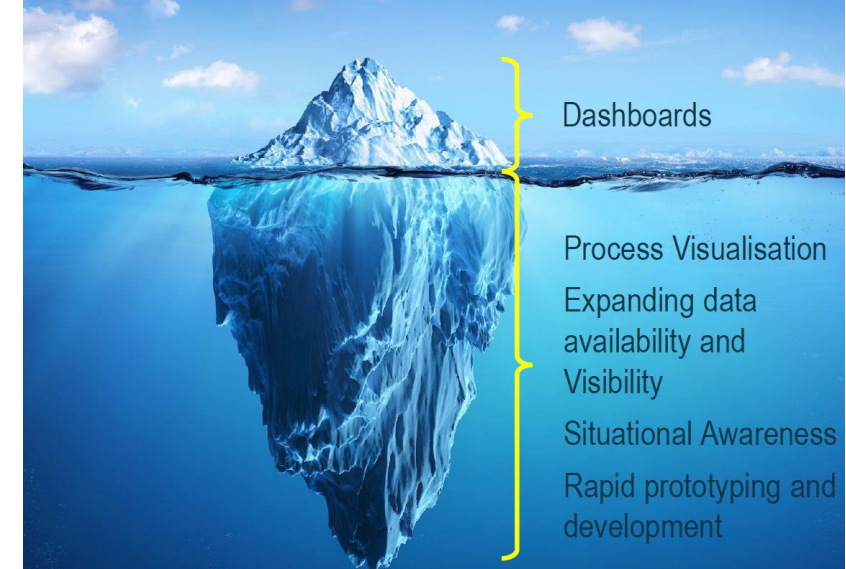 Dashboards
Process Visualisation
Expanding data
availability and
Visibility
Situational Awareness
Rapid prototyping and
development